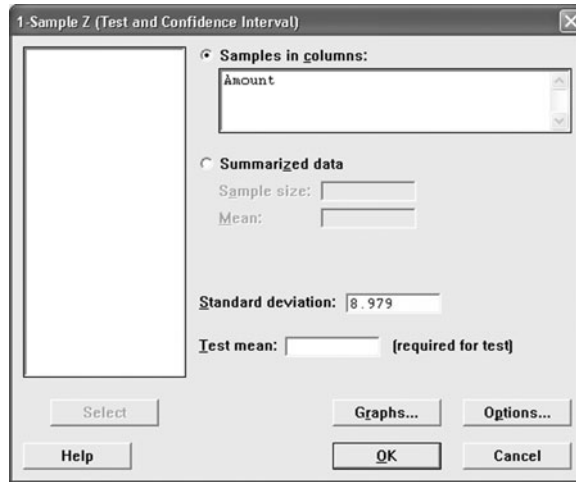 1-Sample Z (Test and Confidence Interval)
Samples in columns:
Amount
Summarized data
Sample size:
Mean:
Standard deviation: 8.979
Test mean: (required for test)
Select
Graphs...
Options...
Help
OK
Cancel